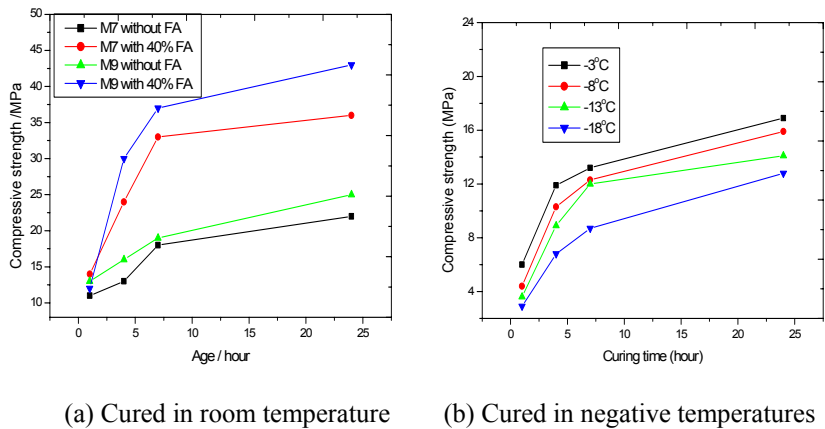 M7 without FA
M7 with 40% FA
M9 without FA
M9 with 40% FA
50
45
40
35
30
25
20
15
10
Compressive strength /MPa
0 5 10 15 20 25
Age / hour
(a) Cured in room temperature
-3°C
-8°C
-13°C
-18°C
24
20
16
12
8
4
Compressive strength (MPa)
0 5 10 15 20 25
Curing time (hour)
(b) Cured in negative temperatures